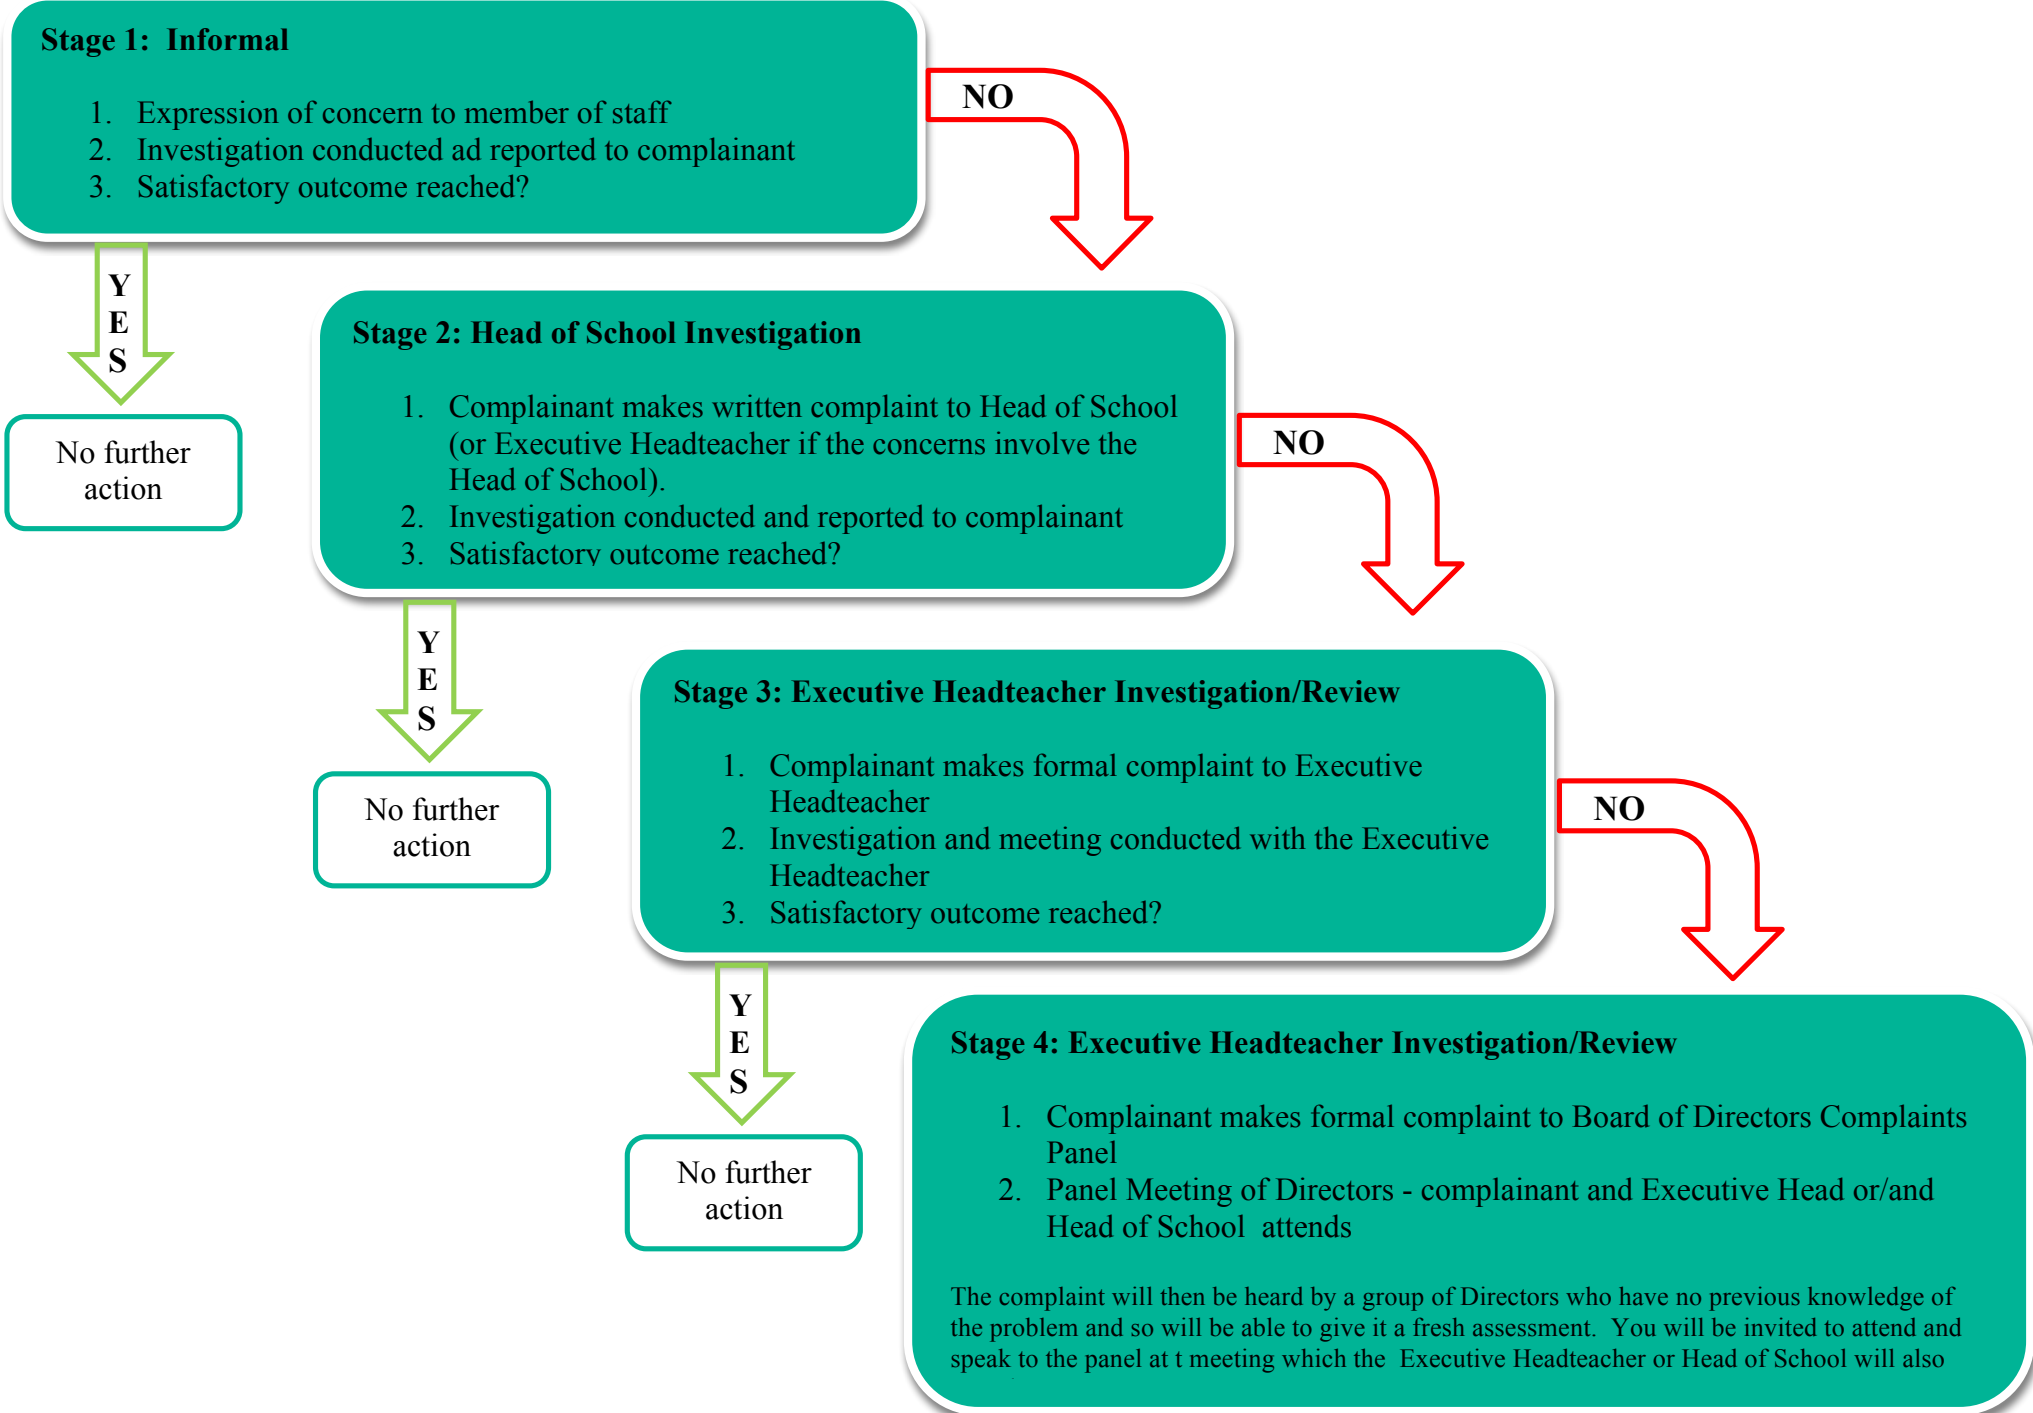 Stage 1:  Informal
1. Expression of concern to member of staff
2. Investigation conducted ad reported to complainant
3. Satisfactory outcome reached?
NO
YES
No further
action
Stage 2: Head of School Investigation
1. Complainant makes written complaint to Head of School
(or Executive Headteacher if the concerns involve the
Head of School).
2. Investigation conducted and reported to complainant
3. Satisfactory outcome reached?
NO
YES
No further
action
Stage 3: Executive Headteacher Investigation/Review
1. Complainant makes formal complaint to Executive
Headteacher
2. Investigation and meeting conducted with the Executive
Headteacher
3. Satisfactory outcome reached?
NO
YES
No further
action
Stage 4: Executive Headteacher Investigation/Review
1. Complainant makes formal complaint to Board of Directors Complaints
Panel
2. Panel Meeting of Directors - complainant and Executive Head or/and
Head of School  attends
The complaint will then be heard by a group of Directors who have no previous knowledge of
the problem and so will be able to give it a fresh assessment.  You will be invited to attend and
speak to the panel at t meeting which the  Executive Headteacher or Head of School will also